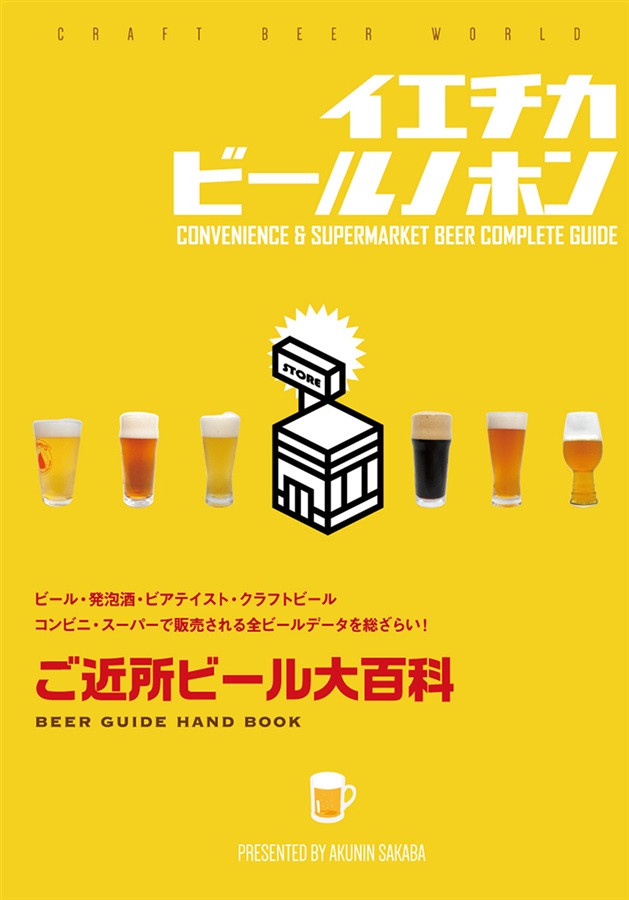 CRAFT BEER WORLD
イエチカ
ビールノホン
CONVENIENCE & SUPERMARKET BEER COMPLETE GUIDE
STORE
ビール・発泡酒・ビアテイスト・クラフトビール
コンビニ・スーパーで販売される全ビールデータを総ざらい!
ご近所ビール大百科
BEER GUIDE HAND BOOK
PRESENTED BY AKUNIN SAKABA